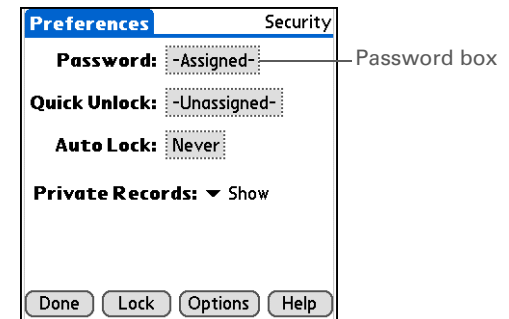 Preferences Security
Password: -Assigned- Password box
Quick Unlock: -Unassigned-
Auto Lock: Never
Private Records: Show
Done Lock Options Help